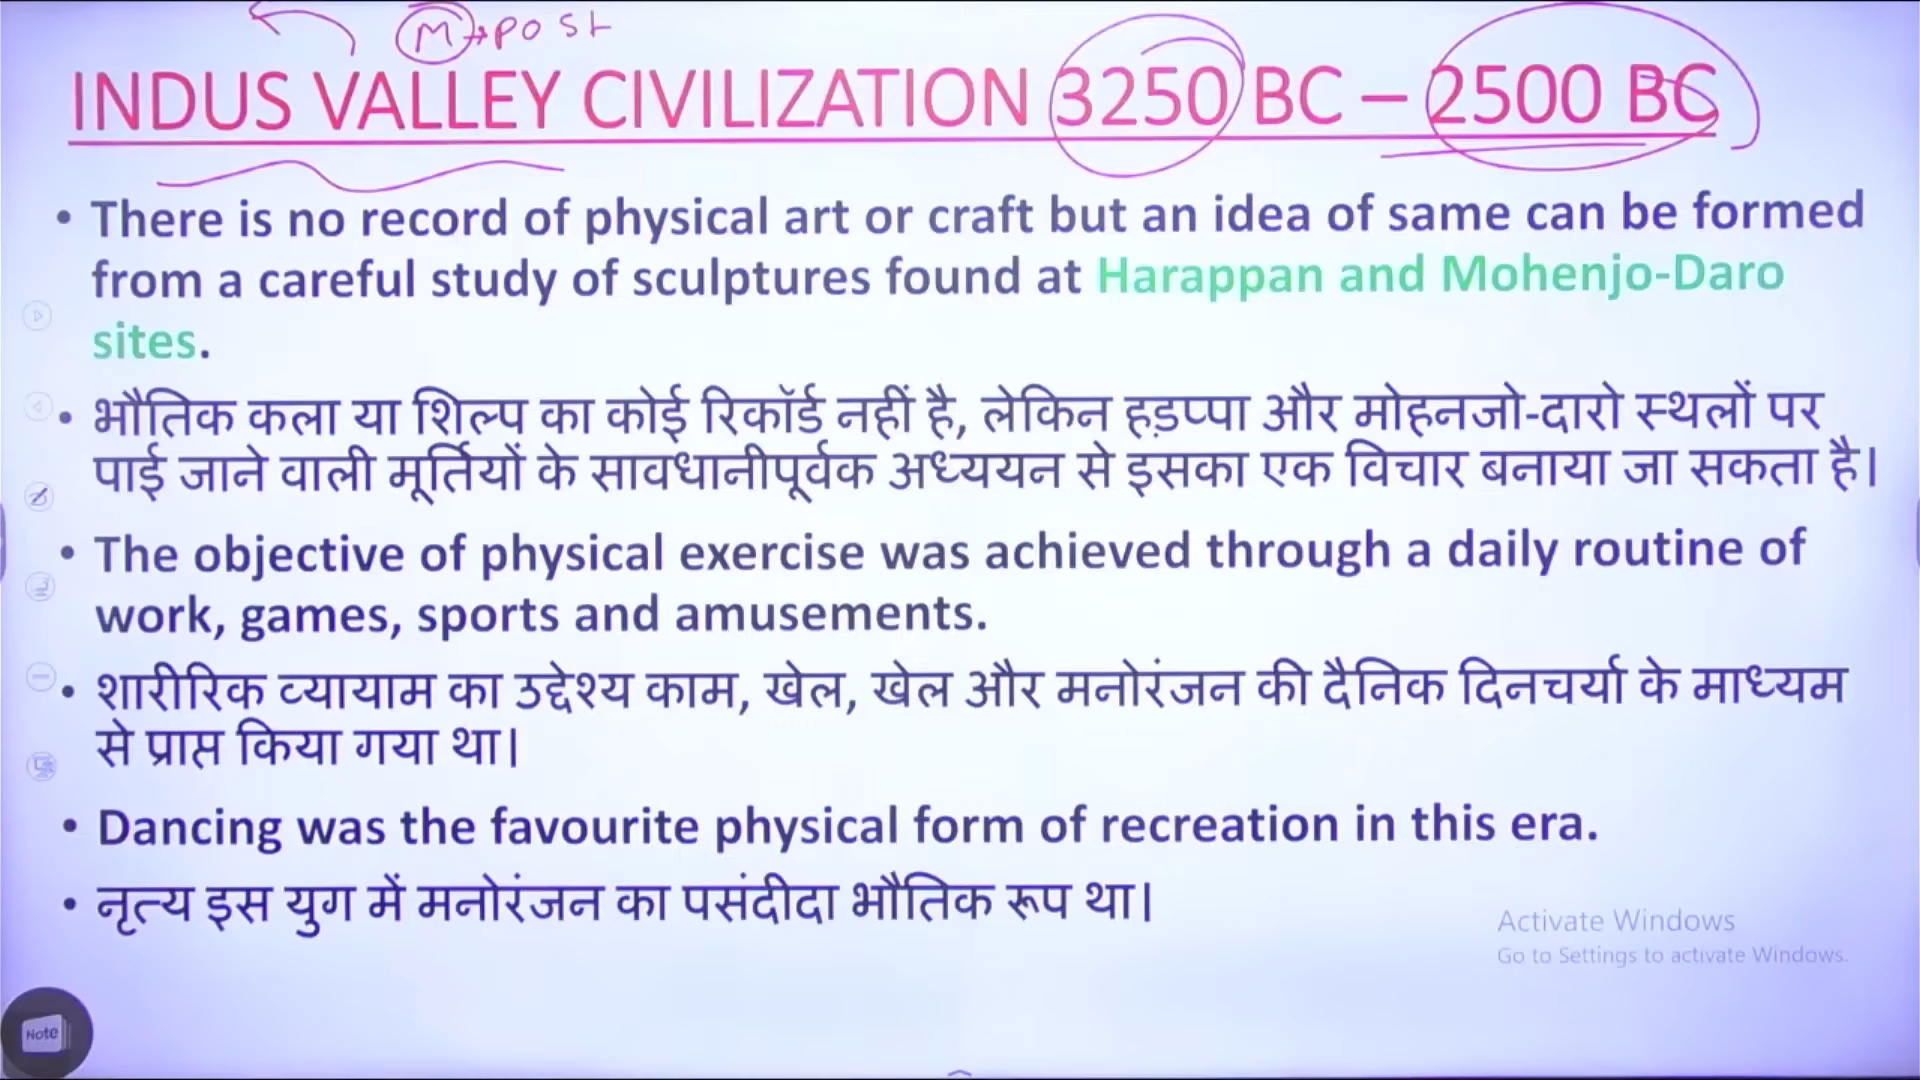 M→post
INDUS VALLEY CIVILIZATION 3250 BC – 2500 BC
• There is no record of physical art or craft but an idea of same can be formed
from a careful study of sculptures found at Harappan and Mohenjo-Daro
sites.
• भौतिक कला या शिल्प का कोई रिकॉर्ड नहीं है, लेकिन हड़प्पा और मोहनजो-दारो स्थलों पर
पाई जाने वाली मूर्तियों के सावधानीपूर्वक अध्ययन से इसका एक विचार बनाया जा सकता है।
• The objective of physical exercise was achieved through a daily routine of
work, games, sports and amusements.
• शारीरिक व्यायाम का उद्देश्य काम, खेल, खेल और मनोरंजन की दैनिक दिनचर्या के माध्यम
से प्राप्त किया गया था।
• Dancing was the favourite physical form of recreation in this era.
• नृत्य इस युग में मनोरंजन का पसंदीदा भौतिक रूप था।
Activate Windows
Go to Settings to activate Windows.
Note